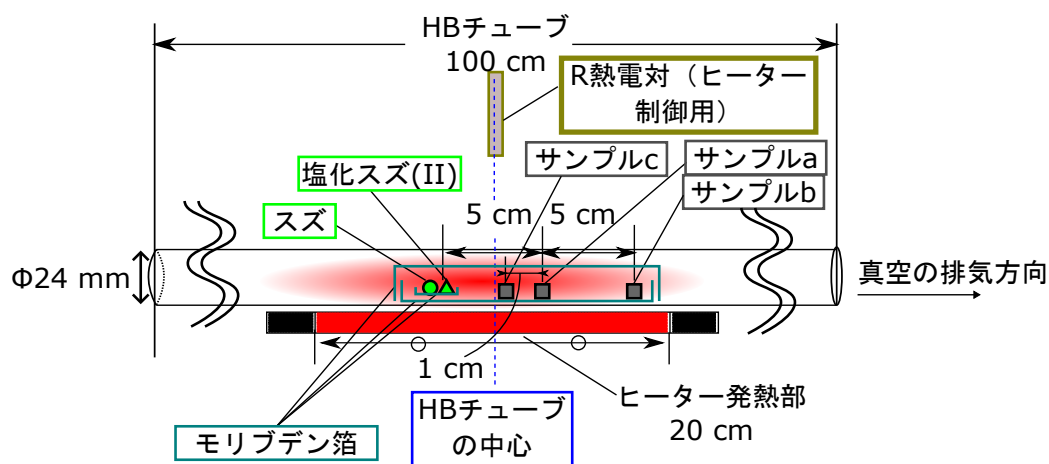 HBチューブ
100 cm
R熱電対（ヒーター
制御用）
サンプルc
サンプルa
塩化スズ(II)
サンプルb
スズ
5 cm
5 cm
Φ24 mm
真空の排気方向
1 cm
ヒーター発熱部
20 cm
HBチューブ
の中心
モリブデン箔